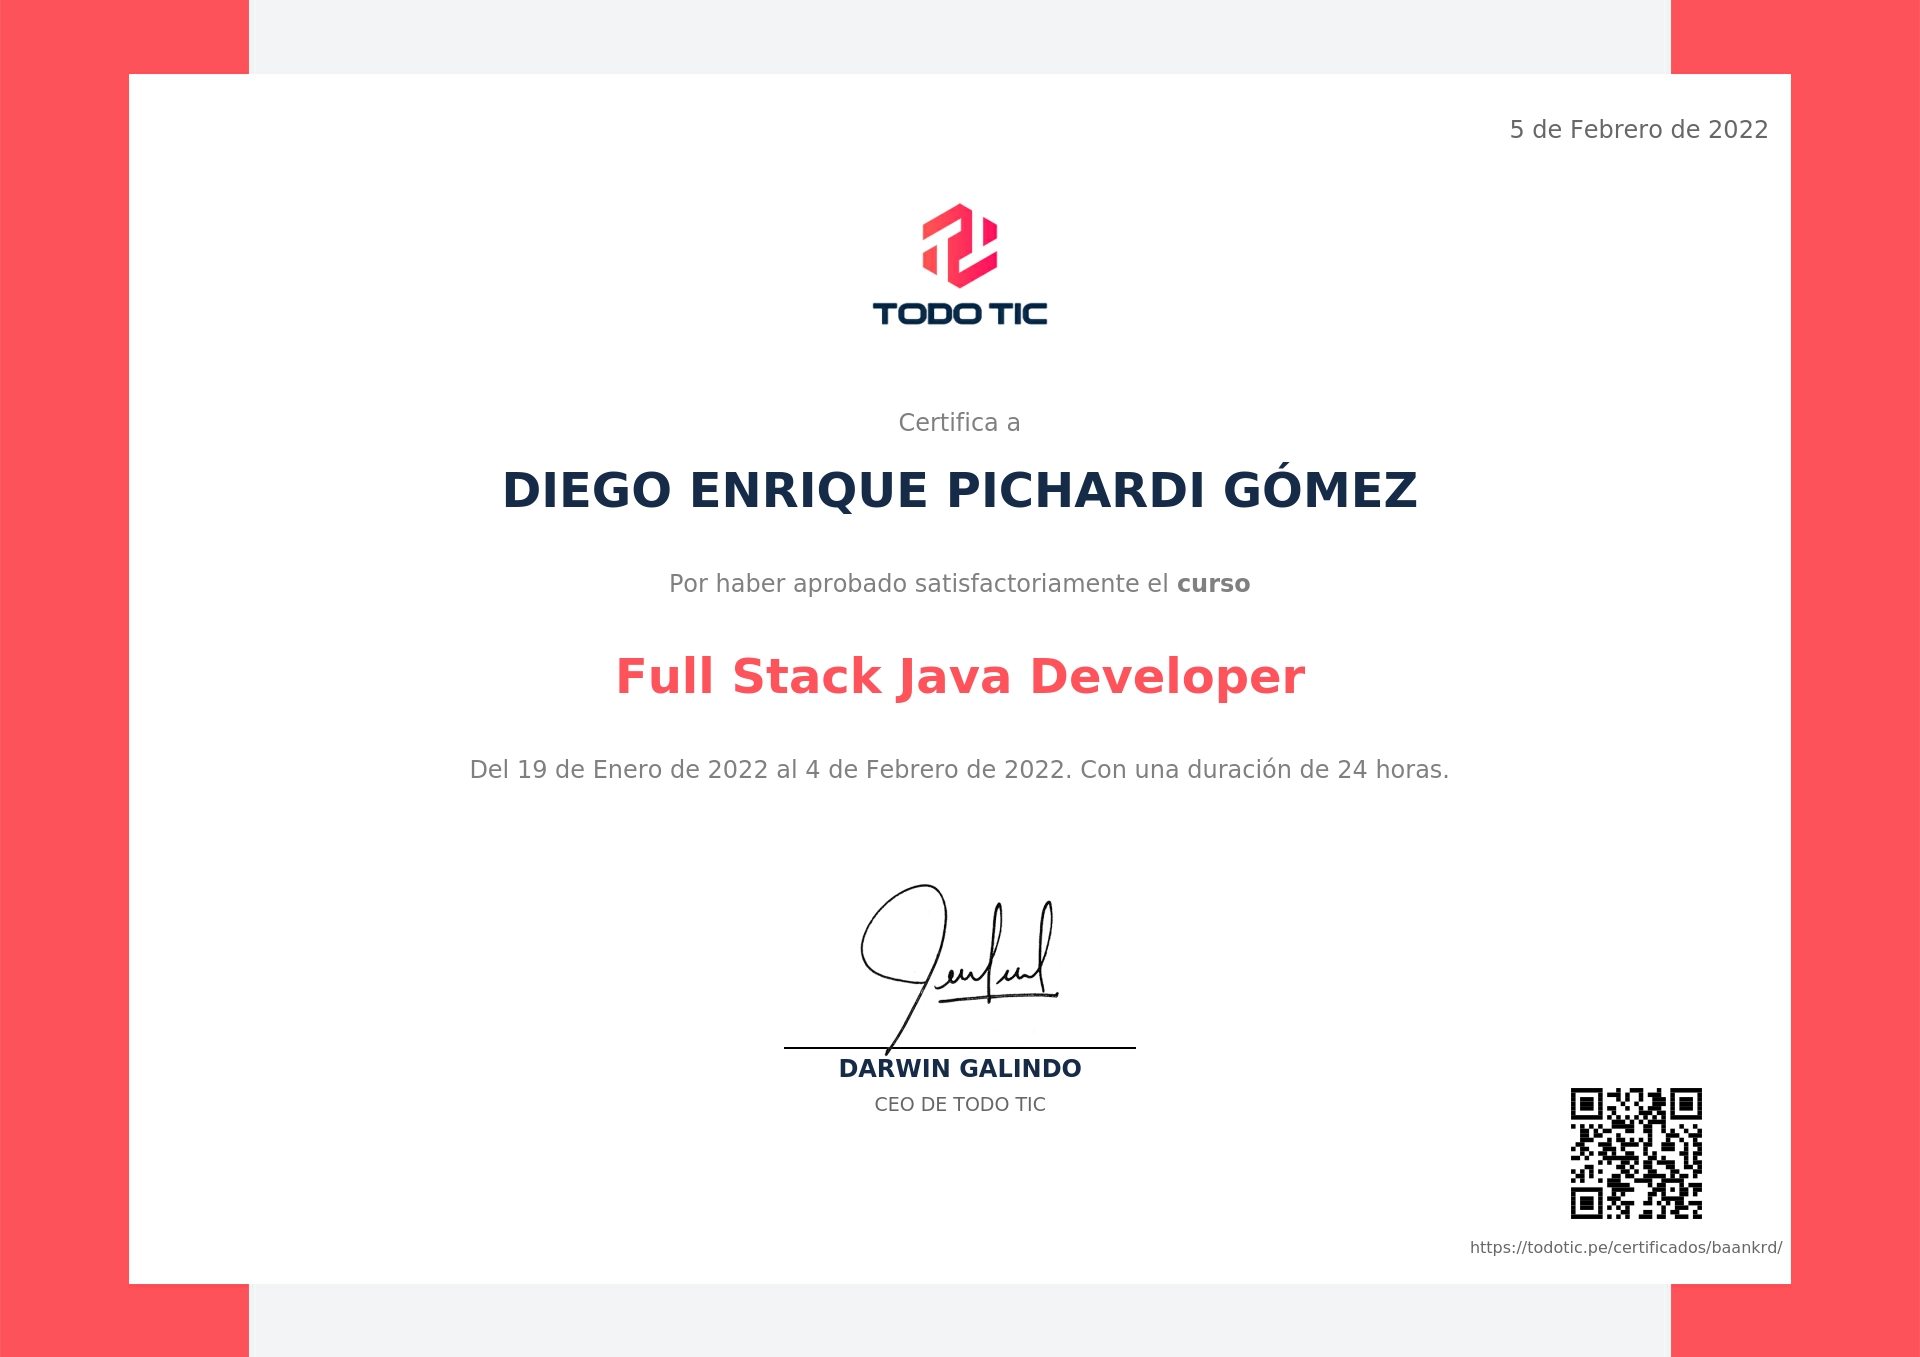 5 de Febrero de 2022
TODO TIC
Certifica a
DIEGO ENRIQUE PICHARDI GÓMEZ
Por haber aprobado satisfactoriamente el curso
Full Stack Java Developer
Del 19 de Enero de 2022 al 4 de Febrero de 2022. Con una duración de 24 horas.
DARWIN GALINDO
CEO DE TODO TIC
https://todotic.pe/certificados/baankrd/